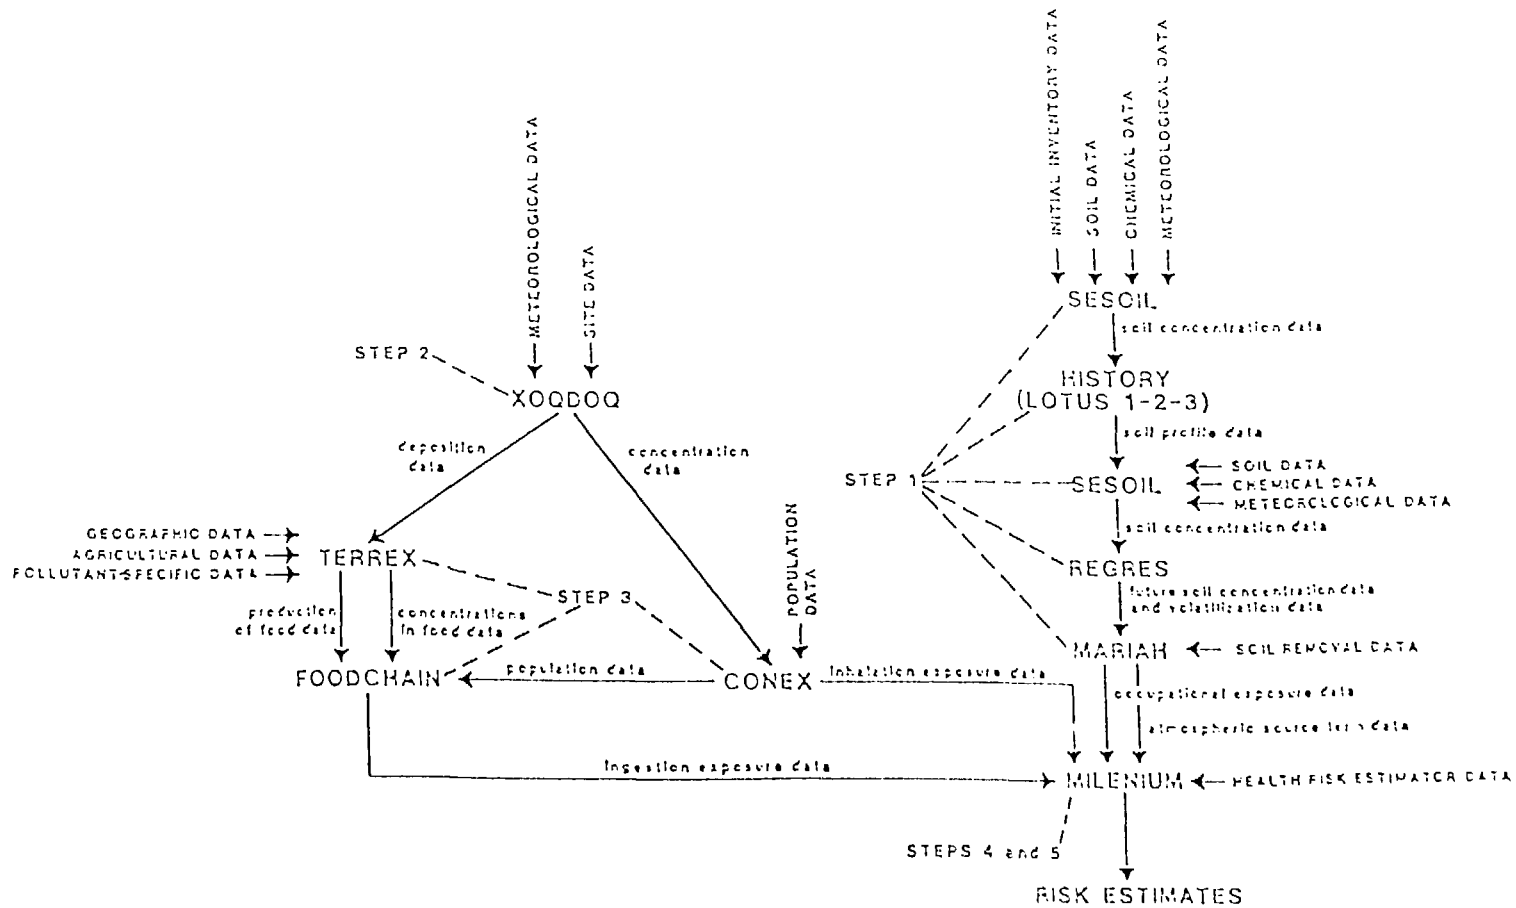 INITIAL INVENTORY DATA
SOIL DATA
CHEMICAL DATA
METEOROLOGICAL DATA
SESOIL
soil concentration data
HISTORY
(LOTUS 1-2-3)
soil profile data
STEP 1
SESOIL
SOIL DATA
CHEMICAL DATA
METEOROLOGICAL DATA
soil concentration data
REGRES
future soil concentration data
and volatilization data
MARIAH
SOIL REMOVAL DATA
occupational exposure data
atmospheric source term data
METEOROLOGICAL DATA
SITE DATA
STEP 2
XOQDOQ
deposition
data
concentration
data
GEOGRAPHIC DATA
AGRICULTURAL DATA
POLLUTANT-SPECIFIC DATA
TERREX
STEP 3
POPULATION
DATA
production
of food data
concentrations
in food data
FOODCHAIN
population data
CONEX
inhalation exposure data
ingestion exposure data
MILENIUM
HEALTH RISK ESTIMATOR DATA
STEPS 4 and 5
RISK ESTIMATES